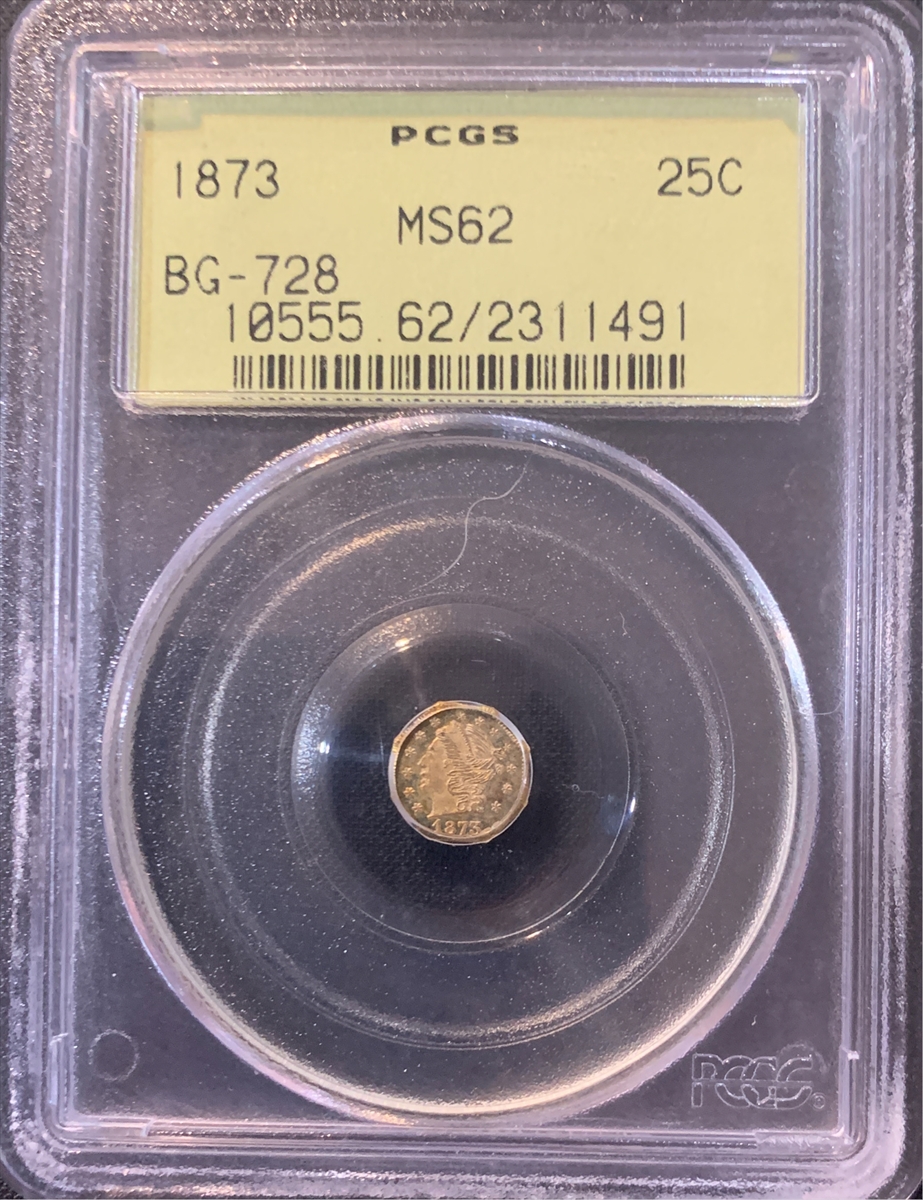 PCGS
1873 25C
MS62
BG-728
10555.62/2311491
1873
PCGS®